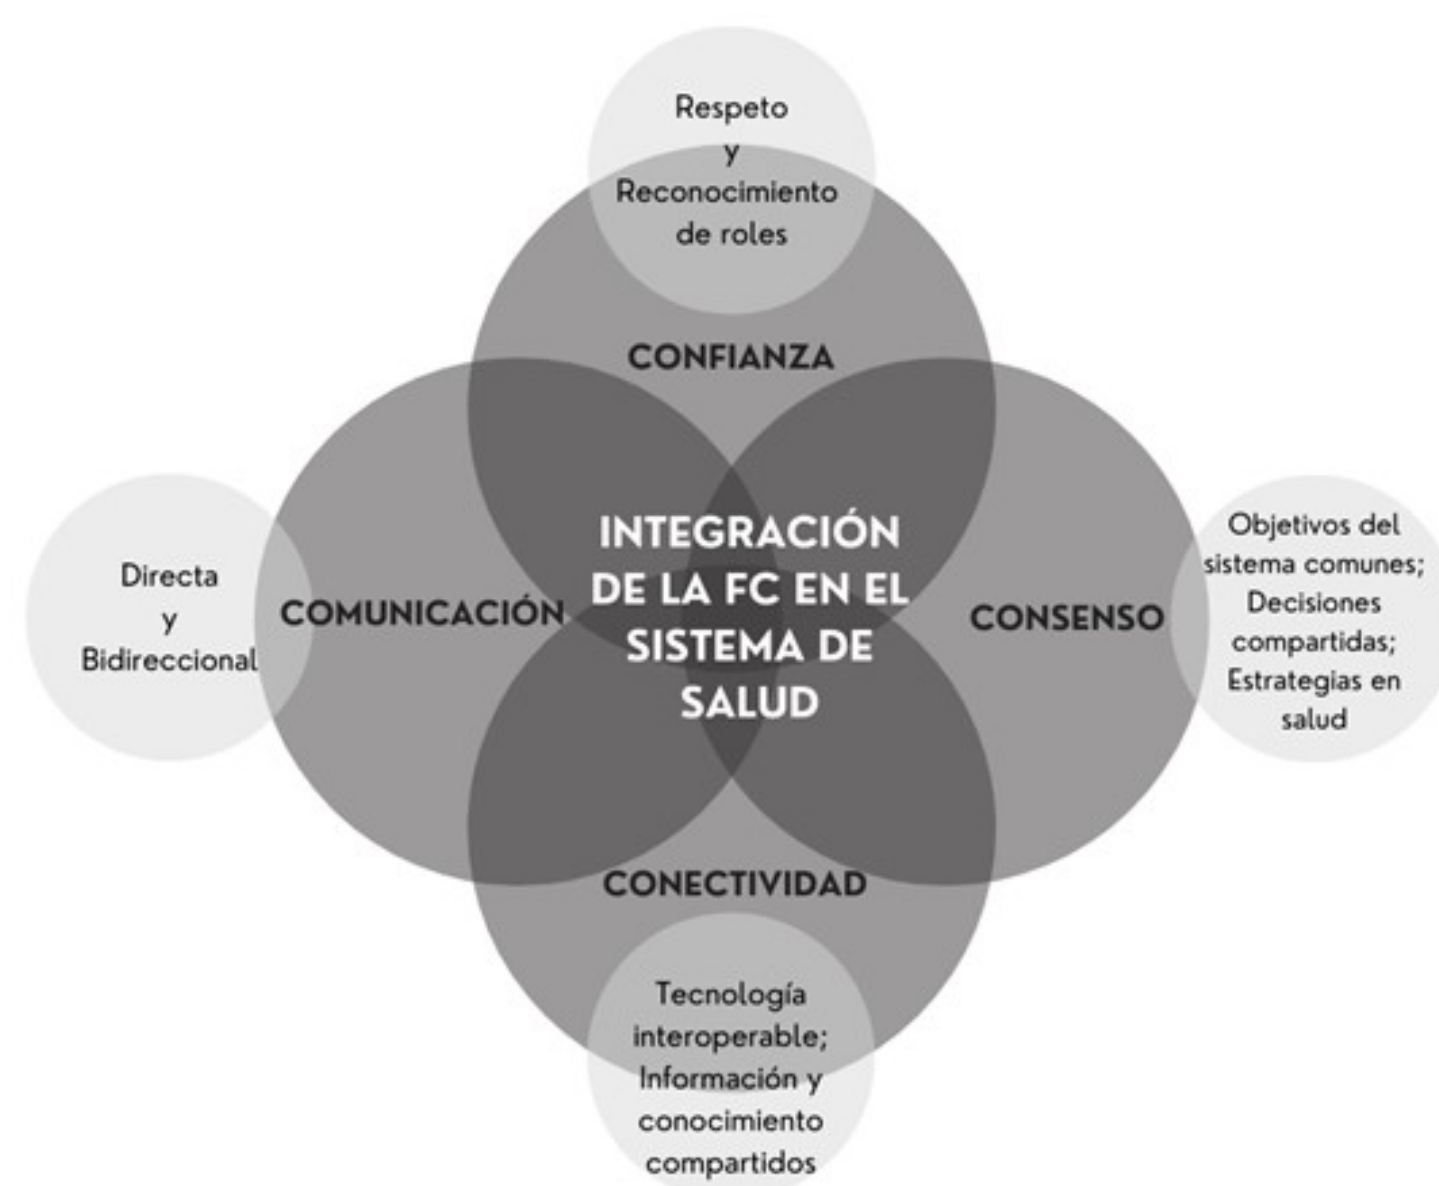 Respeto
y
Reconocimiento
de roles
CONFIANZA
Directa
y
Bidireccional
COMUNICACIÓN
INTEGRACIÓN
DE LA FC EN EL
SISTEMA DE
SALUD
CONSENSO
Objetivos del
sistema comunes;
Decisiones
compartidas;
Estrategias en
salud
CONECTIVIDAD
Tecnología
interoperable;
Información y
conocimiento
compartidos